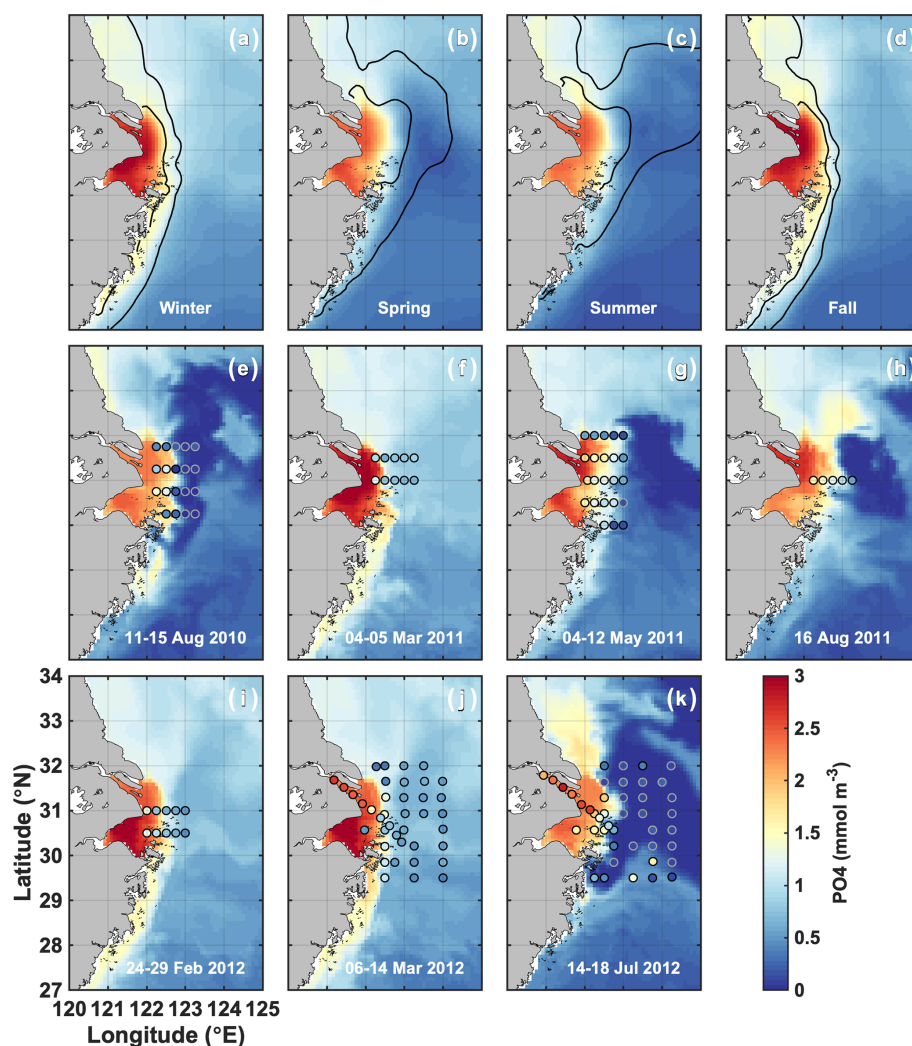 (a)
(b)
(c)
(d)
Winter
Spring
Summer
Fall
(e)
(f)
(g)
(h)
11-15 Aug 2010
04-05 Mar 2011
04-12 May 2011
16 Aug 2011
(i)
(j)
(k)
24-29 Feb 2012
06-14 Mar 2012
14-18 Jul 2012
34
33
32
31
30
29
28
27
Latitude (°N)
120 121 122 123 124 125
Longitude (°E)
3
2.5
2
1.5
1
0.5
0
PO4 (mmol m⁻³)